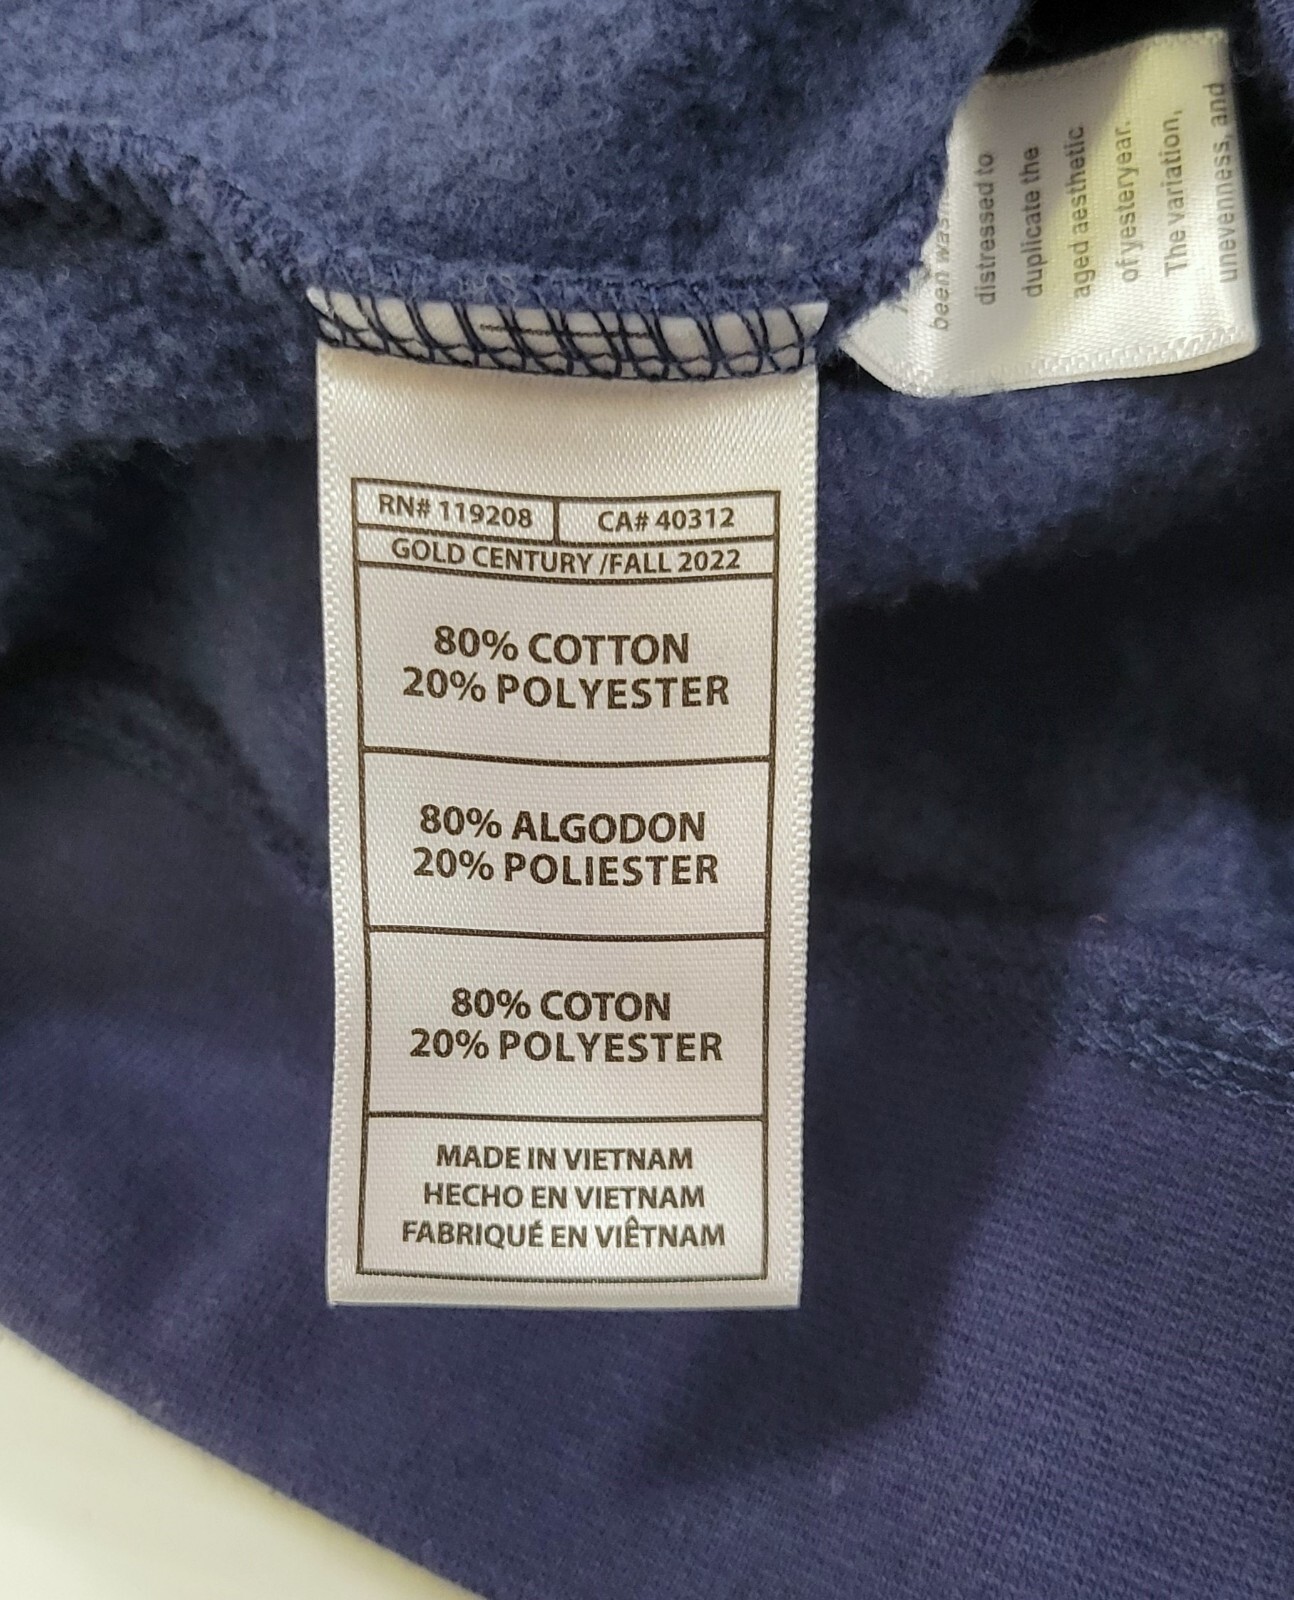 RN# 119208
CA# 40312
GOLD CENTURY /FALL 2022
80% COTTON
20% POLYESTER
80% ALGODON
20% POLIESTER
80% COTON
20% POLYESTER
MADE IN VIETNAM
HECHO EN VIETNAM
FABRIQUÉ EN VIÊTNAM
been
distressed to
duplicate the
aged aesthetic
of yesteryear.
The variation,
unevenness, and